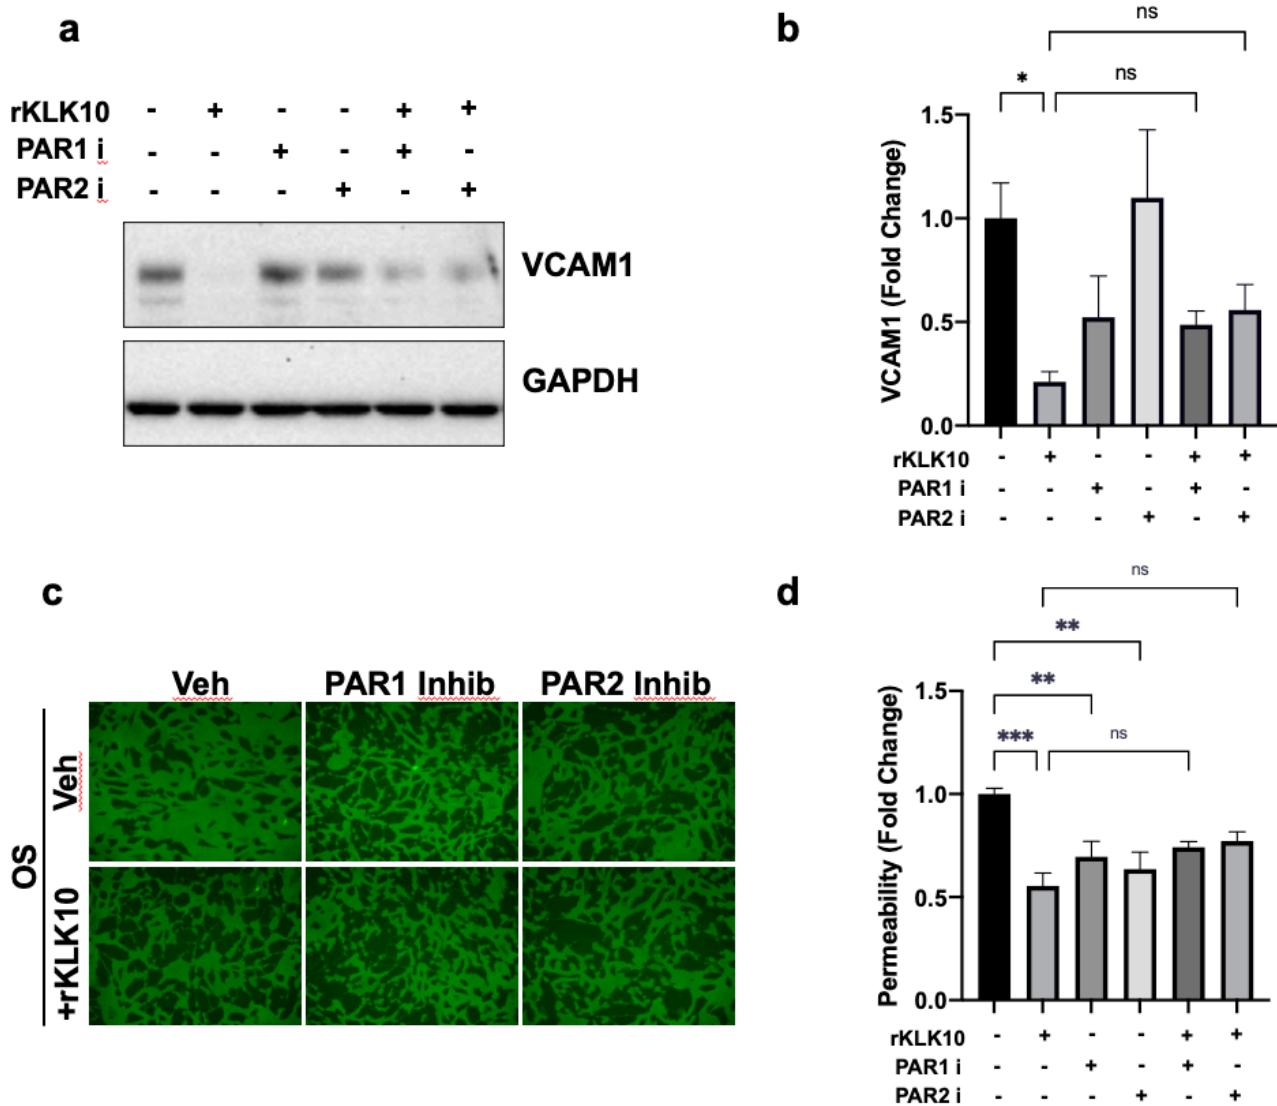 a
rKLK10 - + - - + +
PAR1 i - - + - + -
PAR2 i - - - + - +
VCAM1
GAPDH
b
ns
* ns
VCAM1 (Fold Change)
1.5
1.0
0.5
0.0
rKLK10 - + - - + +
PAR1 i - - + - + -
PAR2 i - - - + - +
c
Veh PAR1 Inhib PAR2 Inhib
OS
Veh
+rKLK10
d
ns
**
**
*** ns
Permeability (Fold Change)
1.5
1.0
0.5
0.0
rKLK10 - + - - + +
PAR1 i - - + - + -
PAR2 i - - - + - +